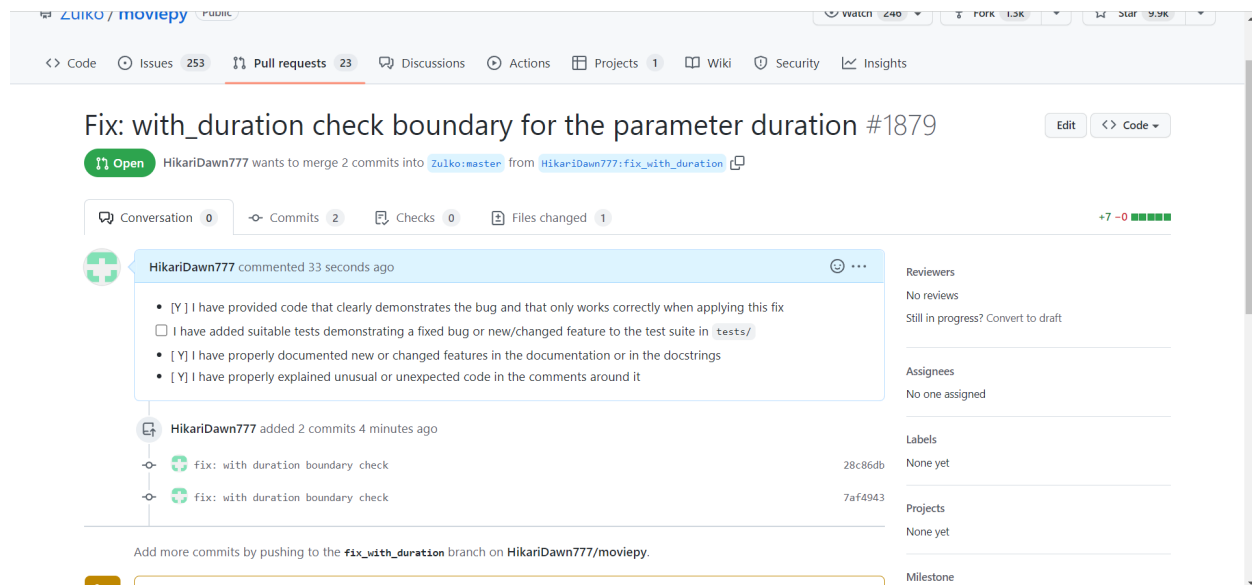 Zulko / moviepy Public
Watch 246 Fork 1.3k Star 9.9k
Code Issues 253 Pull requests 23 Discussions Actions Projects 1 Wiki Security Insights
Fix: with_duration check boundary for the parameter duration #1879
Edit <> Code
Open HikariDawn777 wants to merge 2 commits into Zulko:master from HikariDawn777:fix_with_duration
Conversation 0 Commits 2 Checks 0 Files changed 1
+7 −0
HikariDawn777 commented 33 seconds ago
• [Y ] I have provided code that clearly demonstrates the bug and that only works correctly when applying this fix
I have added suitable tests demonstrating a fixed bug or new/changed feature to the test suite in tests/
• [ Y] I have properly documented new or changed features in the documentation or in the docstrings
• [ Y] I have properly explained unusual or unexpected code in the comments around it
HikariDawn777 added 2 commits 4 minutes ago
fix: with duration boundary check 28c86db
fix: with duration boundary check 7af4943
Add more commits by pushing to the fix_with_duration branch on HikariDawn777/moviepy.
Reviewers
No reviews
Still in progress? Convert to draft
Assignees
No one assigned
Labels
None yet
Projects
None yet
Milestone